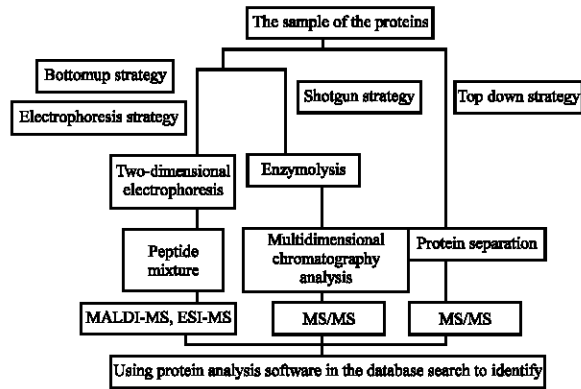 The sample of the proteins
Bottomup strategy
Shotgun strategy
Top down strategy
Electrophoresis strategy
Two-dimensional
electrophoresis
Enzymolysis
Peptide
mixture
Multidimensional
chromatography
analysis
Protein separation
MALDI-MS, ESI-MS
MS/MS
MS/MS
Using protein analysis software in the database search to identify